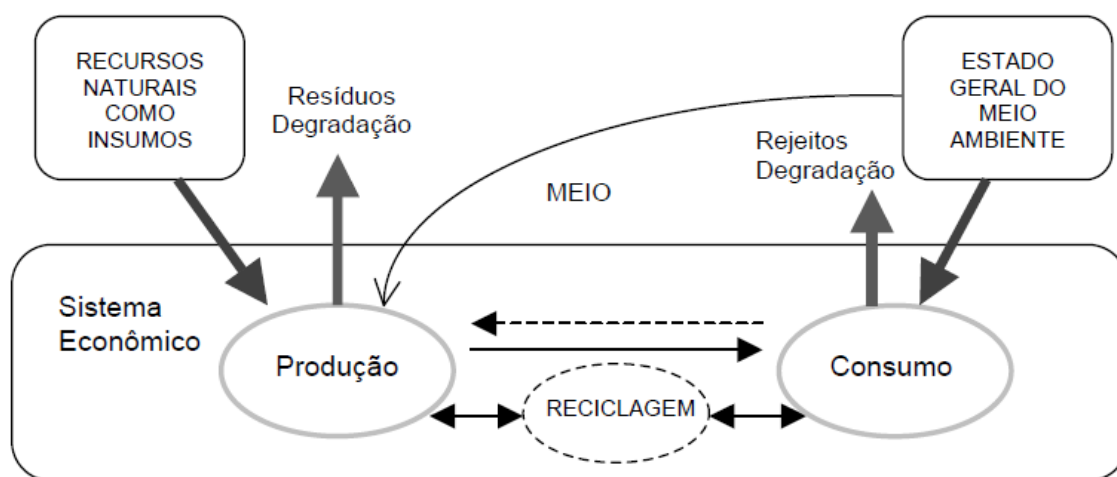 RECURSOS
NATURAIS
COMO
INSUMOS
Resíduos
Degradação
MEIO
Rejeitos
Degradação
ESTADO
GERAL DO
MEIO
AMBIENTE
Sistema
Econômico
Produção
RECICLAGEM
Consumo